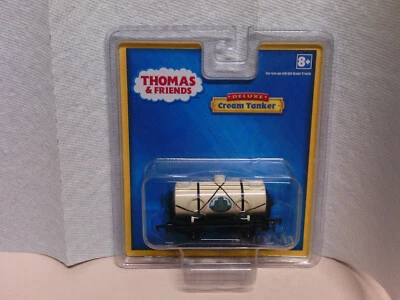 THOMAS
& FRIENDS
DELUXE
Cream Tanker
8+